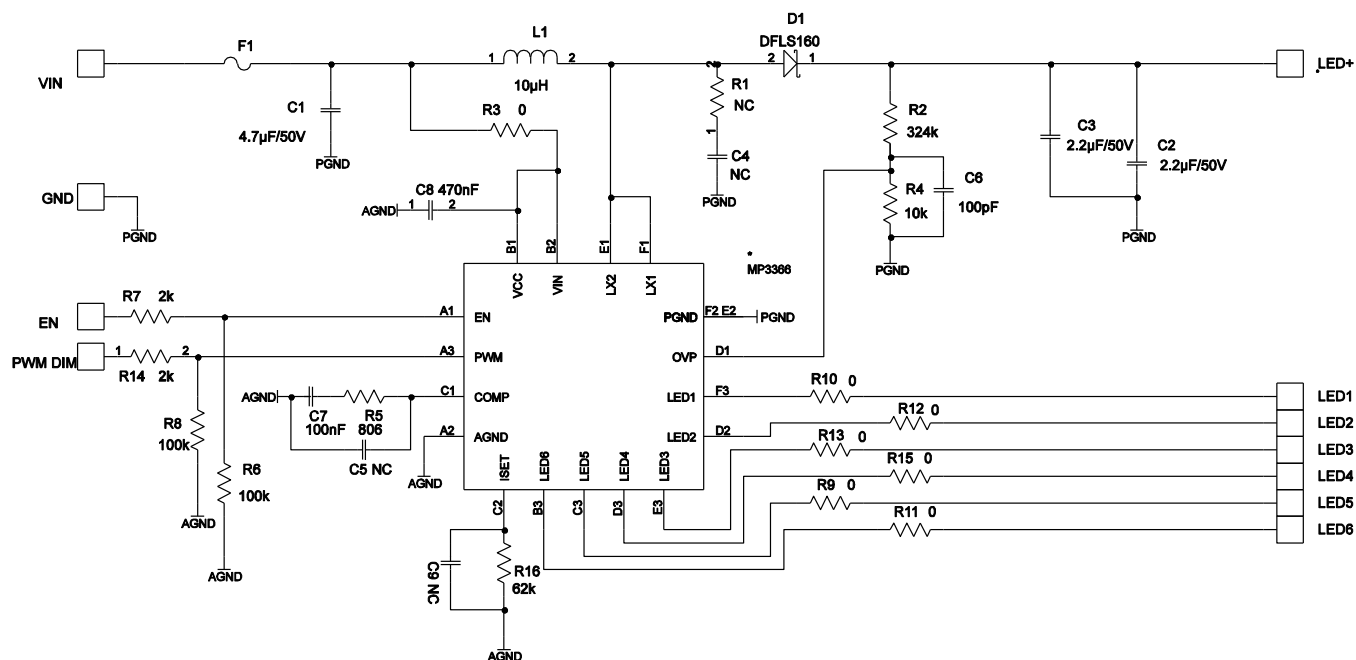 D1
DFLS160
F1
L1
1
2
2
1
VIN
LED+
10µH
2
R1
NC
C1
4.7µF/50V
R3 0
1
R2
324k
C3
2.2µF/50V
C2
2.2µF/50V
PGND
C4
NC
C8 470nF
AGND
1 2
R4
10k
C6
100pF
GND
PGND
PGND
PGND
PGND
B1
B2
E1
F1
*
MP3366
VCC
VIN
LX2
LX1
R7 2k
EN
A1
EN
PGND
F2 E2
PGND
PWM DIM
1 2
R14 2k
A3
PWM
OVP
D1
AGND
C7
100nF
R5
806
C1
COMP
LED1
F3
R10 0
LED1
C5 NC
A2
AGND
LED2
D2
R12 0
LED2
R8
100k
R13 0
LED3
R6
100k
AGND
ISET
LED6
LED5
LED4
LED3
R15 0
LED4
C2
B3
C3
D3
E3
R9 0
LED5
AGND
R11 0
LED6
C9 NC
R16
62k
AGND
AGND